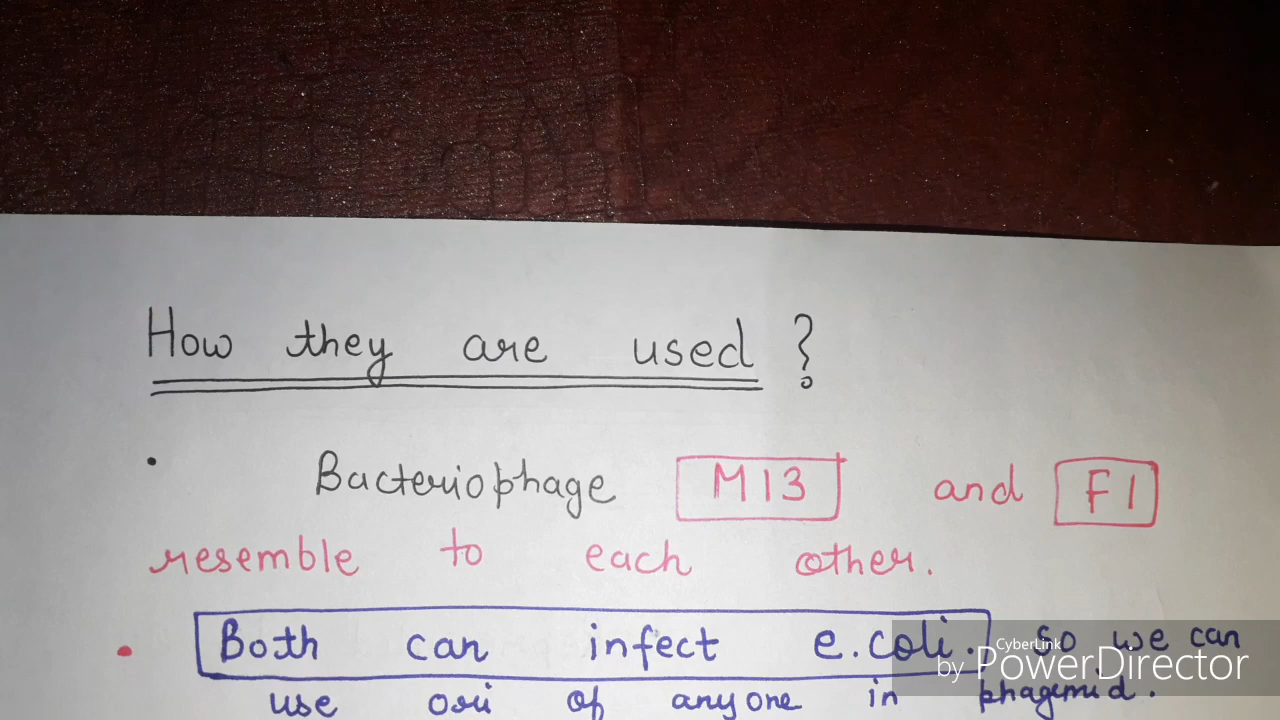 How they are used ?
• Bacteriophage M13 and F1
resemble to each other.
• Both can infect e.coli. So we can
use ori of anyone in phagemid.
CyberLink
by PowerDirector